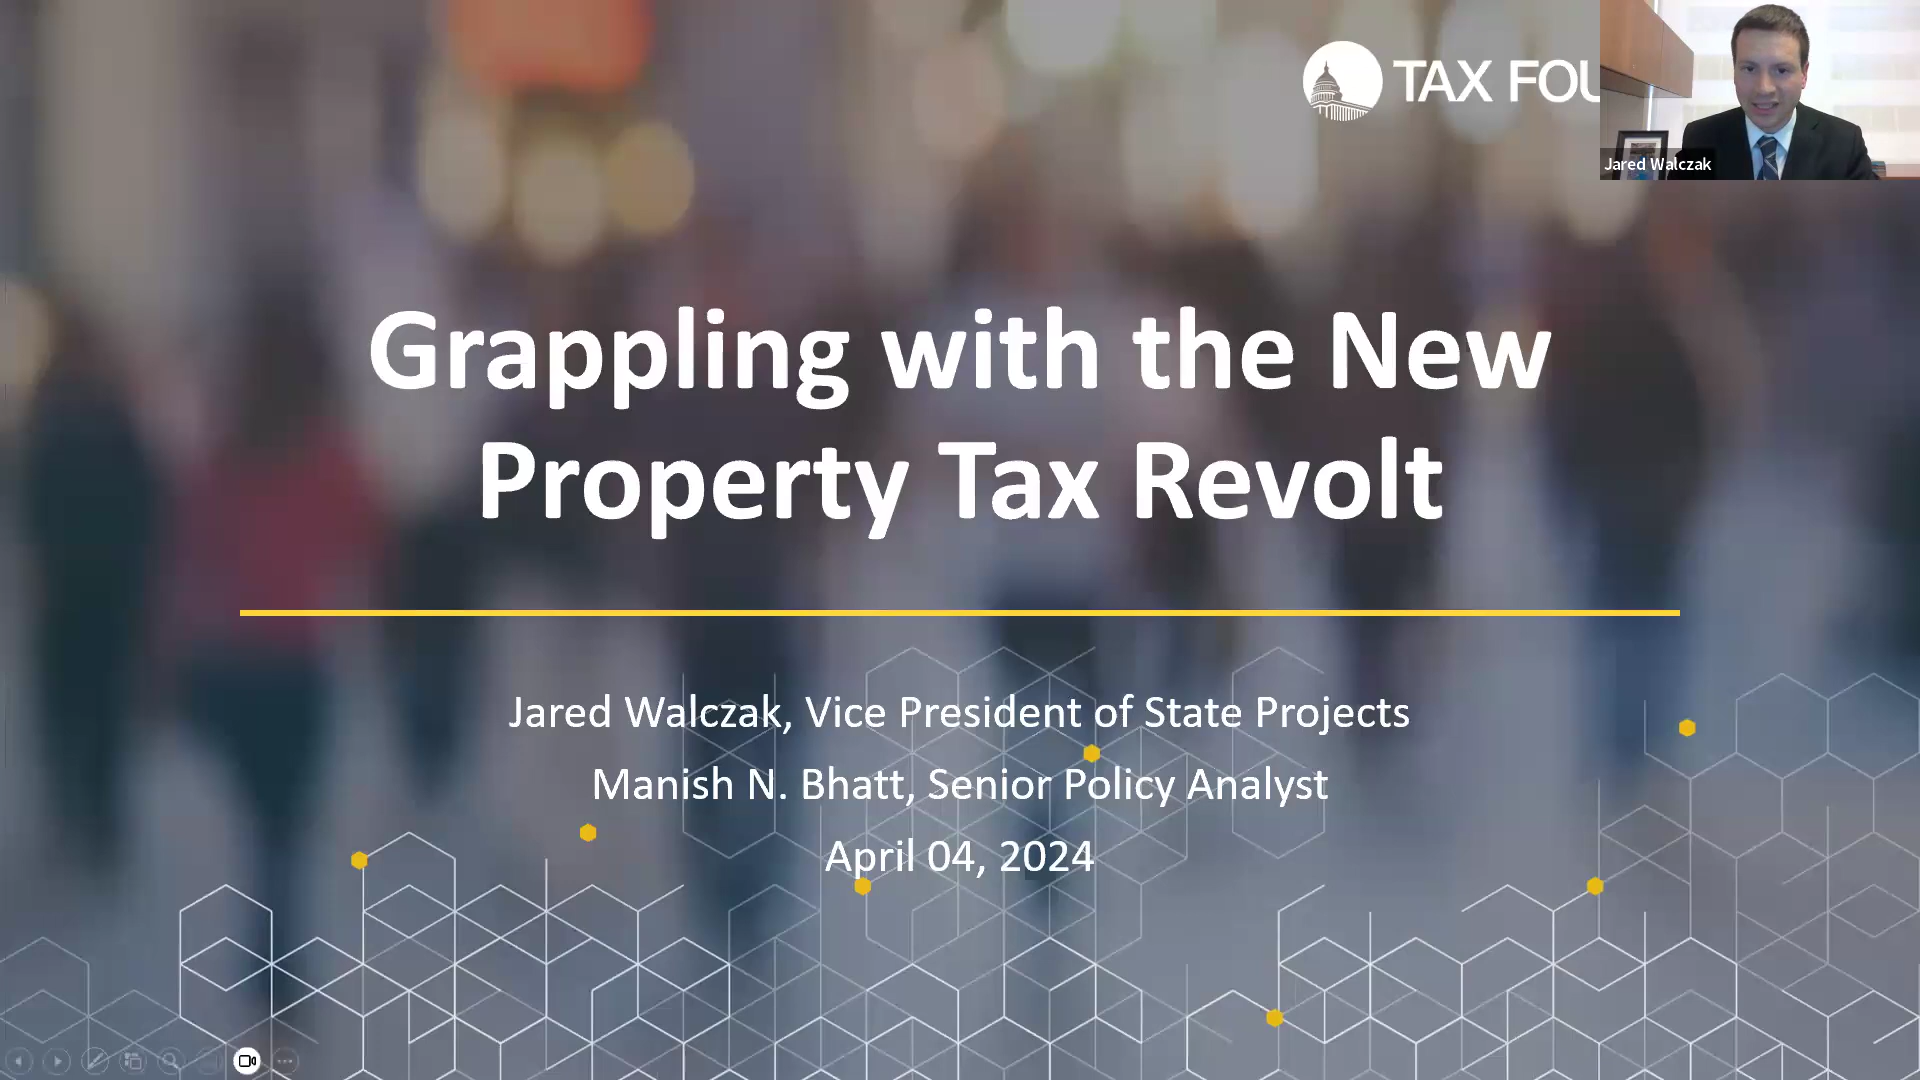 TAX FOU
Jared Walczak
Grappling with the New
Property Tax Revolt
Jared Walczak, Vice President of State Projects
Manish N. Bhatt, Senior Policy Analyst
April 04, 2024